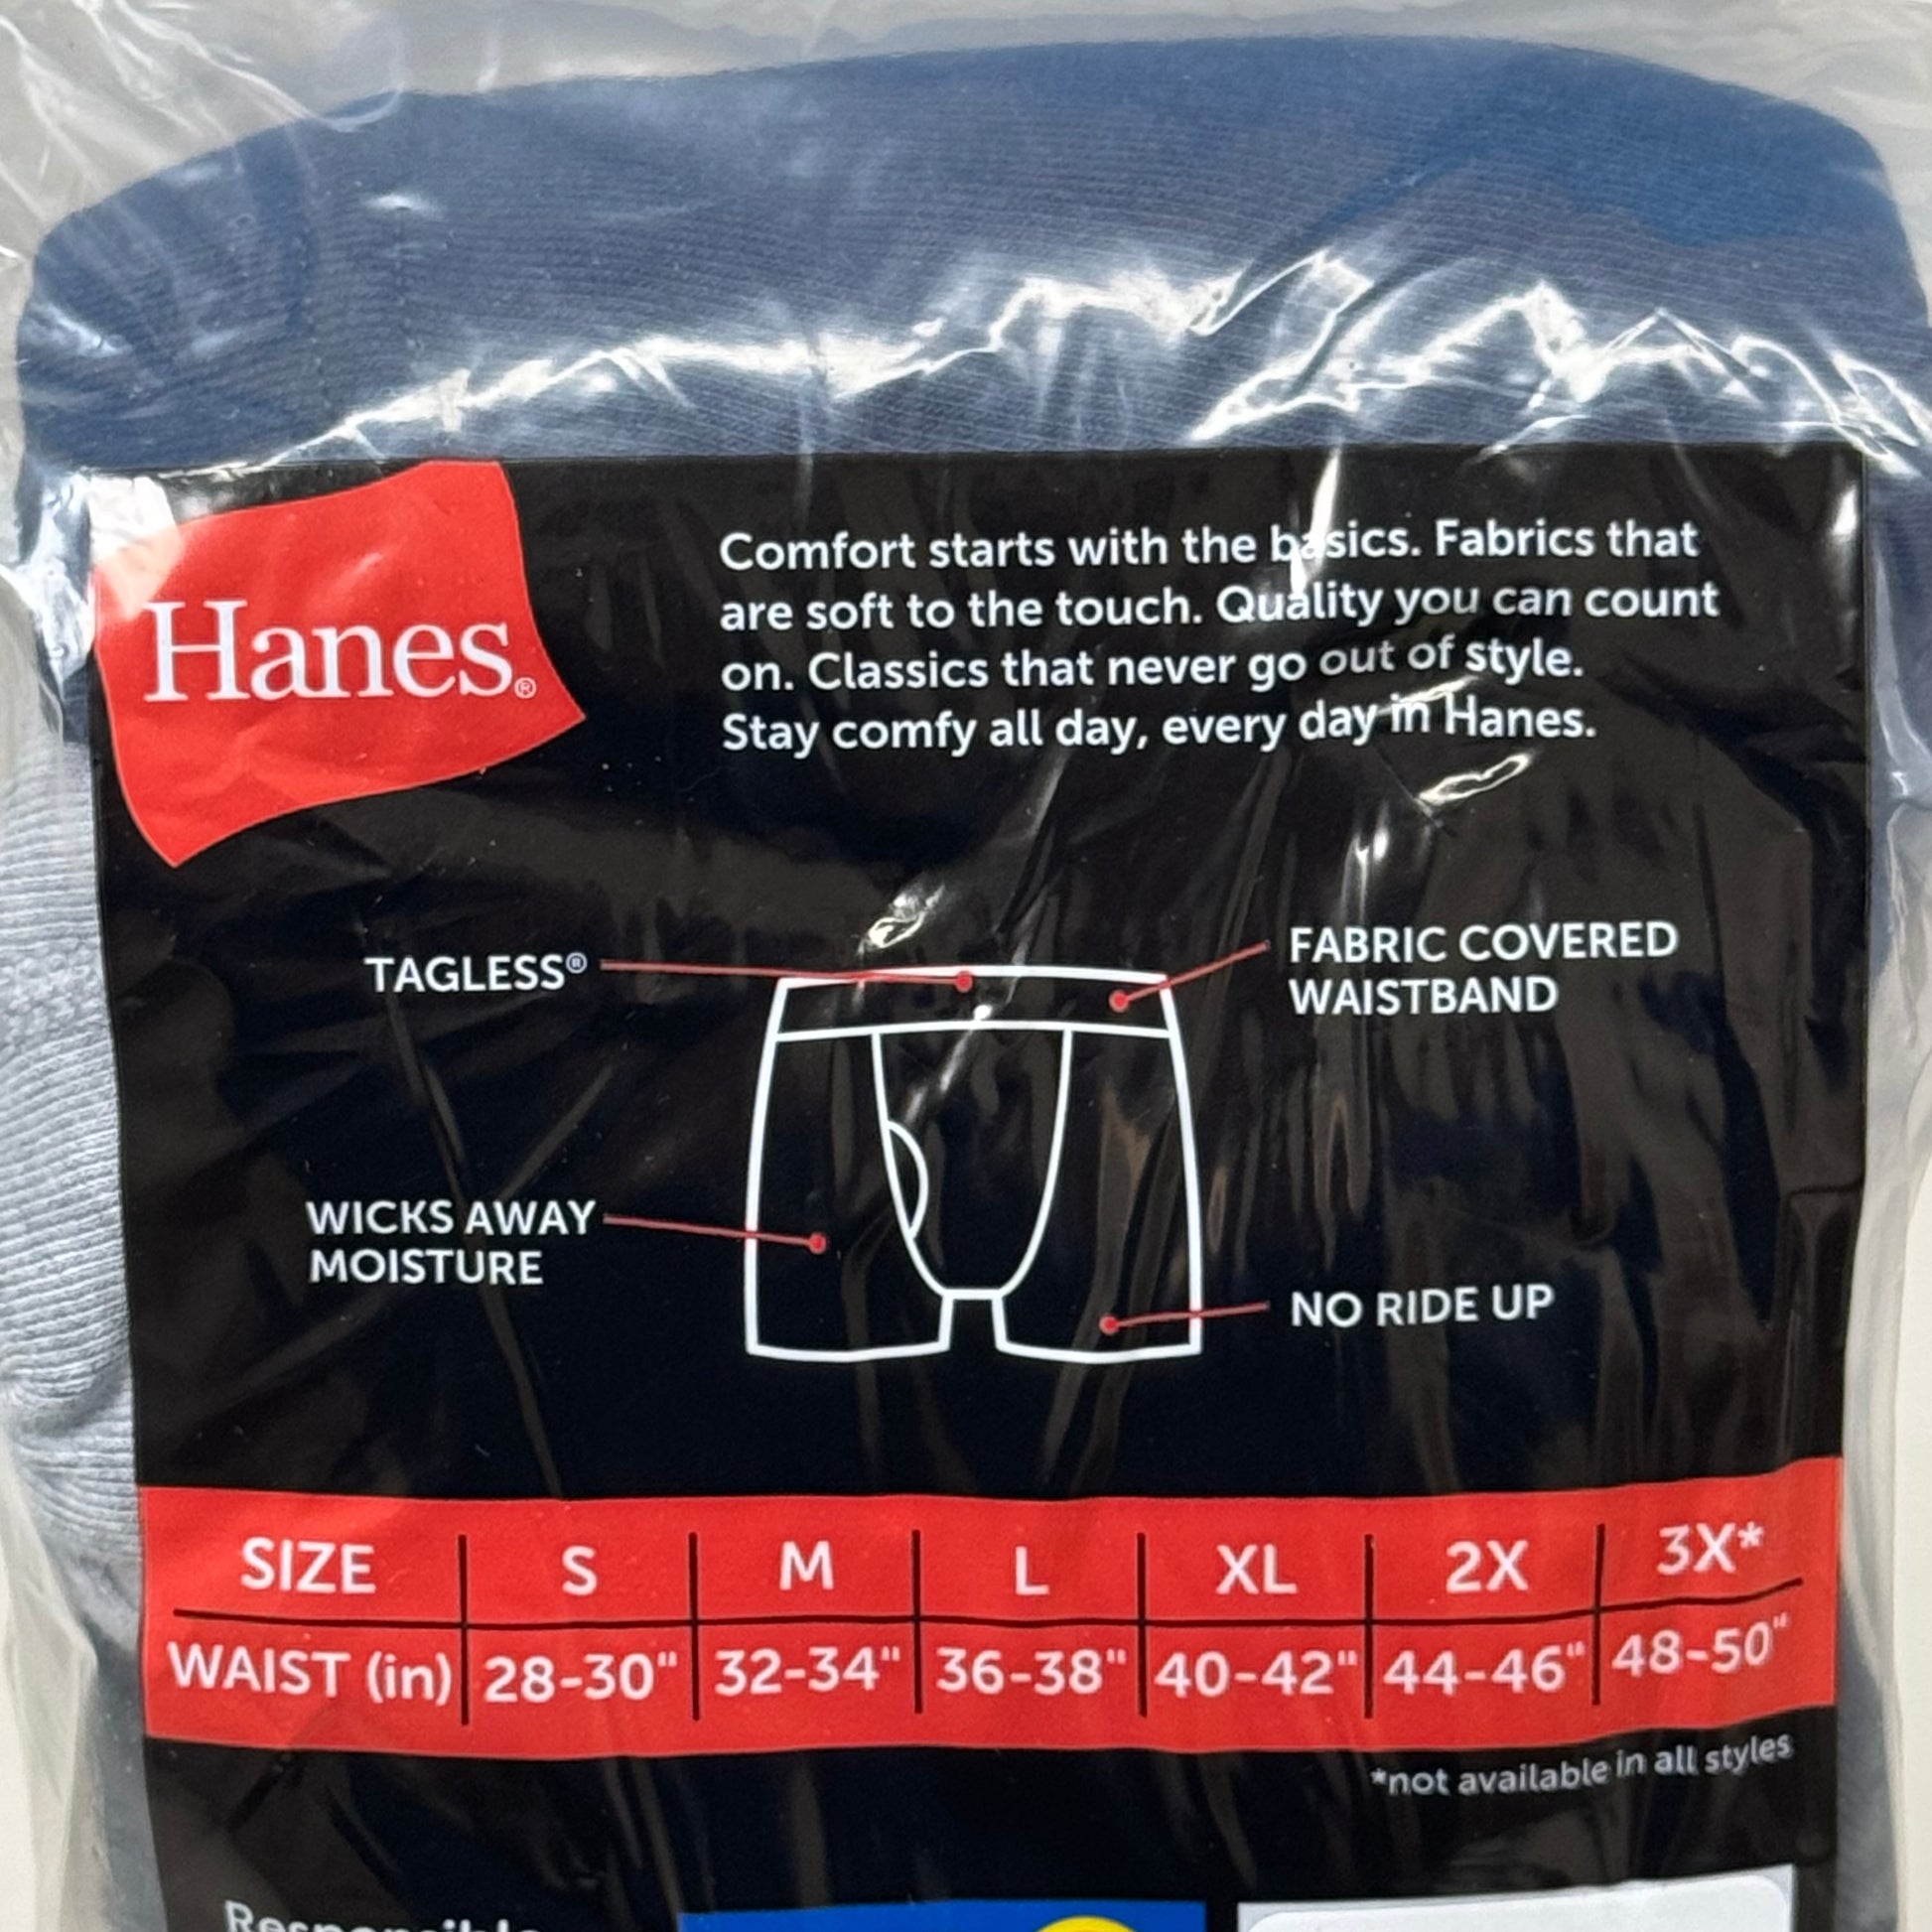 Hanes®
Comfort starts with the basics. Fabrics that
are soft to the touch. Quality you can count
on. Classics that never go out of style.
Stay comfy all day, every day in Hanes.
TAGLESS®
FABRIC COVERED
WAISTBAND
WICKS AWAY
MOISTURE
NO RIDE UP
SIZE S M L XL 2X 3X*
WAIST (in) 28-30" 32-34" 36-38" 40-42" 44-46" 48-50"
*not available in all styles
Responsible